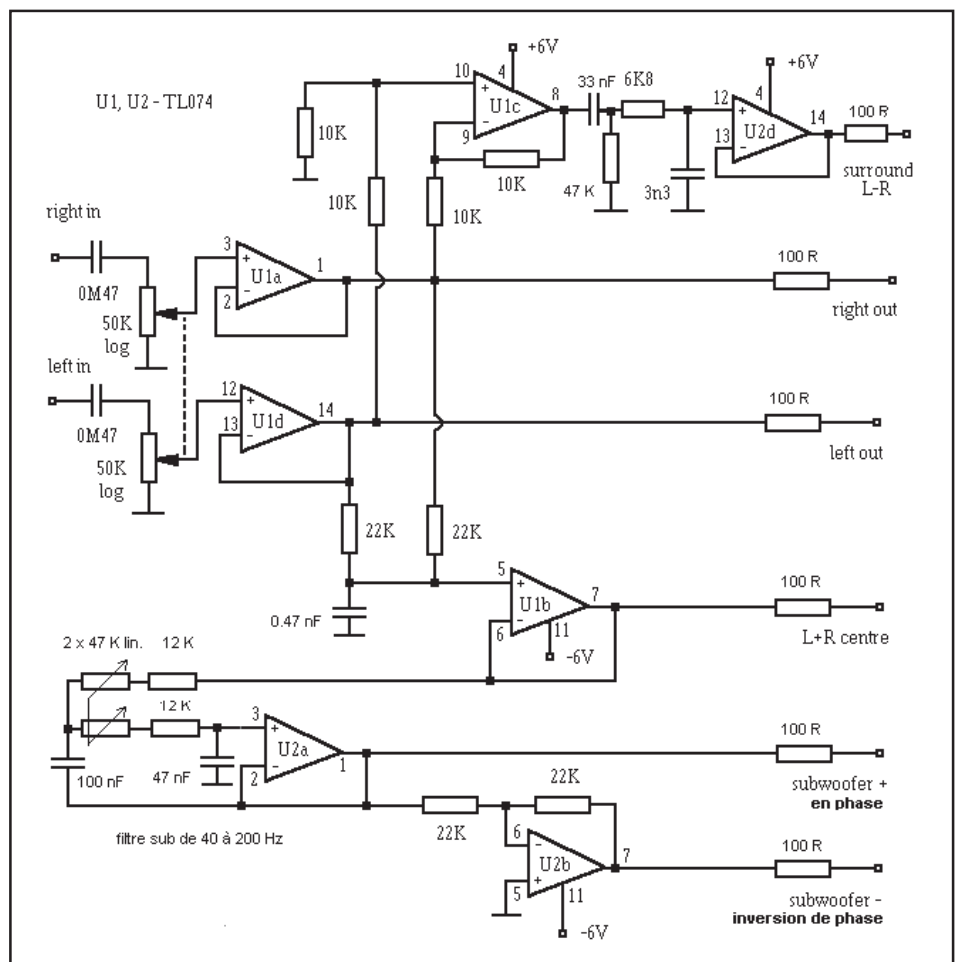 +6V
+6V
U1, U2 - TL074
10
4
33 nF
6K8
4
+
U1c
8
12
+
14
100 R
9
-
13
-
U2d
10K
10K
47 K
3n3
surround
L-R
10K
10K
right in
3
+
U1a
1
100 R
2
-
0M47
50K
log
right out
left in
12
+
U1d
14
100 R
13
-
0M47
50K
log
left out
22K
22K
5
+
U1b
7
100 R
6
-
11
0.47 nF
-6V
L+R centre
2 x 47 K lin.
12 K
12 K
3
+
U2a
1
100 R
2
-
100 nF
47 nF
22K
22K
subwoofer +
en phase
filtre sub de 40 à 200 Hz
6
-
U2b
7
100 R
5
+
11
-6V
subwoofer -
inversion de phase